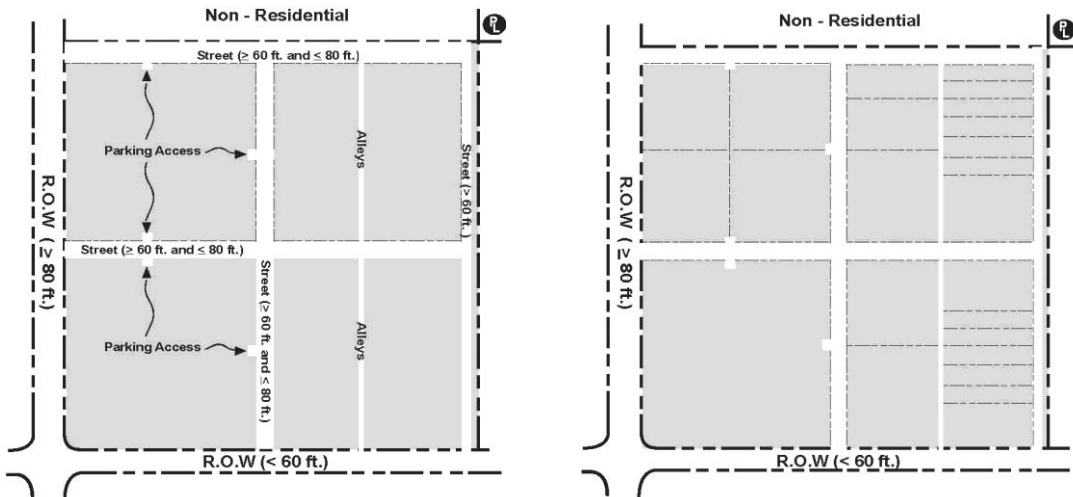 Non - Residential
PL
Street (≥ 60 ft. and ≤ 80 ft.)
Parking Access
Alleys
Street (≥ 60 ft.)
R.O.W (≥ 80 ft.)
Street (≥ 60 ft. and ≤ 80 ft.)
Street (≥ 60 ft. and ≤ 80 ft.)
Parking Access
Alleys
R.O.W (< 60 ft.)
Non - Residential
PL
R.O.W (≥ 80 ft.)
R.O.W (< 60 ft.)